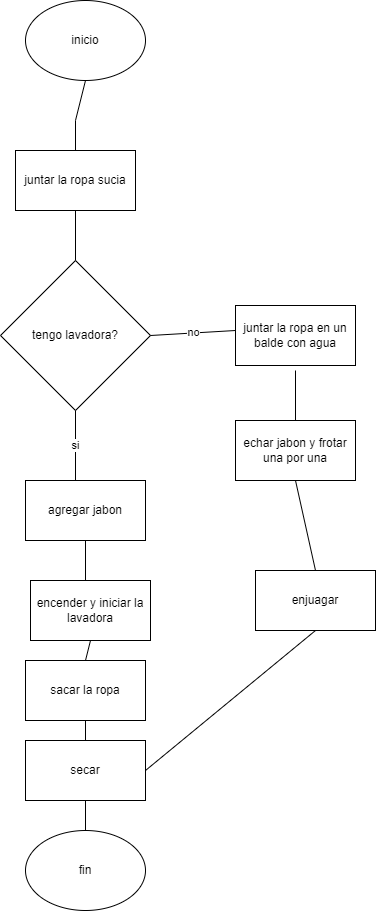 inicio
juntar la ropa sucia
tengo lavadora?
no
juntar la ropa en un
balde con agua
echar jabon y frotar
una por una
si
agregar jabon
encender y iniciar la
lavadora
enjuagar
sacar la ropa
secar
fin